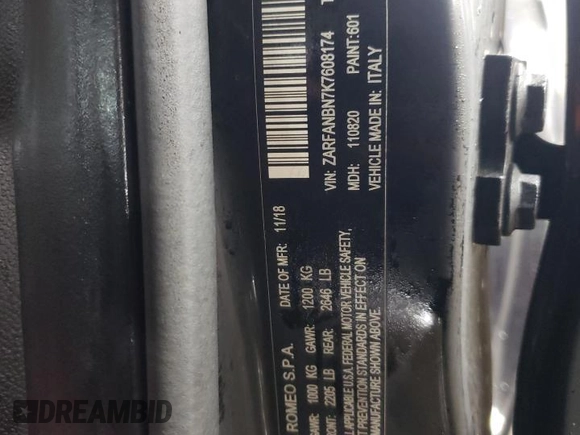 ROMEO S.P.A. DATE OF MFR: 11/18 VIN: ZARFANBN7K7608174
GAWR: 1000 KG GAWR: 1200 KG MDH: 110820 PAINT:601
2205 LB REAR: 2646 LB VEHICLE MADE IN: ITALY
APPLICABLE U.S.A. FEDERAL MOTOR VEHICLE SAFETY,
PREVENTION STANDARDS IN EFFECT ON
MANUFACTURE SHOWN ABOVE.
DREAMBID